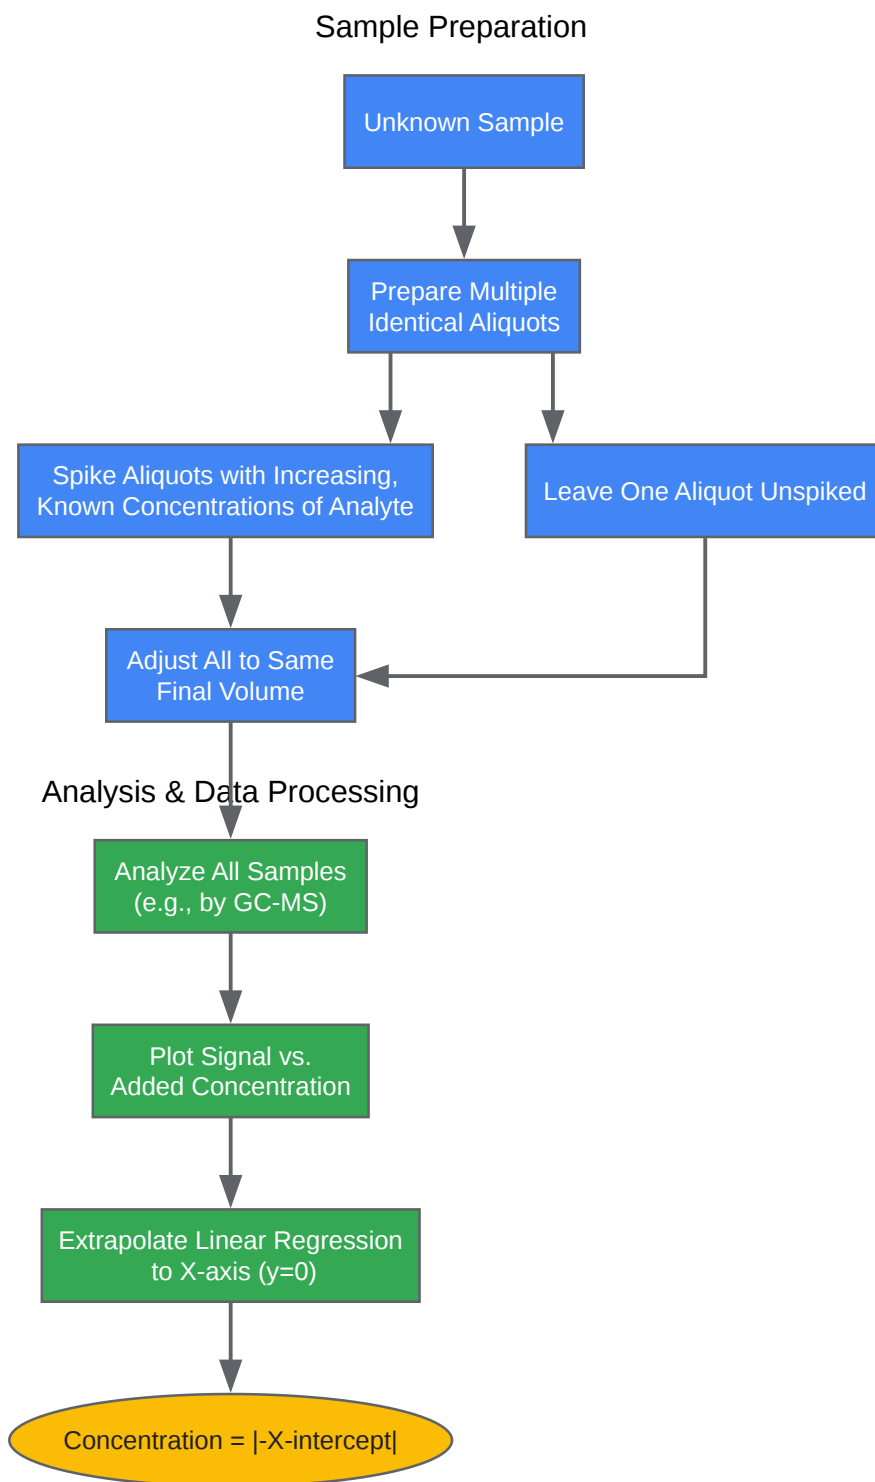 Sample Preparation
Unknown Sample
Prepare Multiple
Identical Aliquots
Spike Aliquots with Increasing,
Known Concentrations of Analyte
Leave One Aliquot Unspiked
Adjust All to Same
Final Volume
Analysis & Data Processing
Analyze All Samples
(e.g., by GC-MS)
Plot Signal vs.
Added Concentration
Extrapolate Linear Regression
to X-axis (y=0)
Concentration = |-X-intercept|